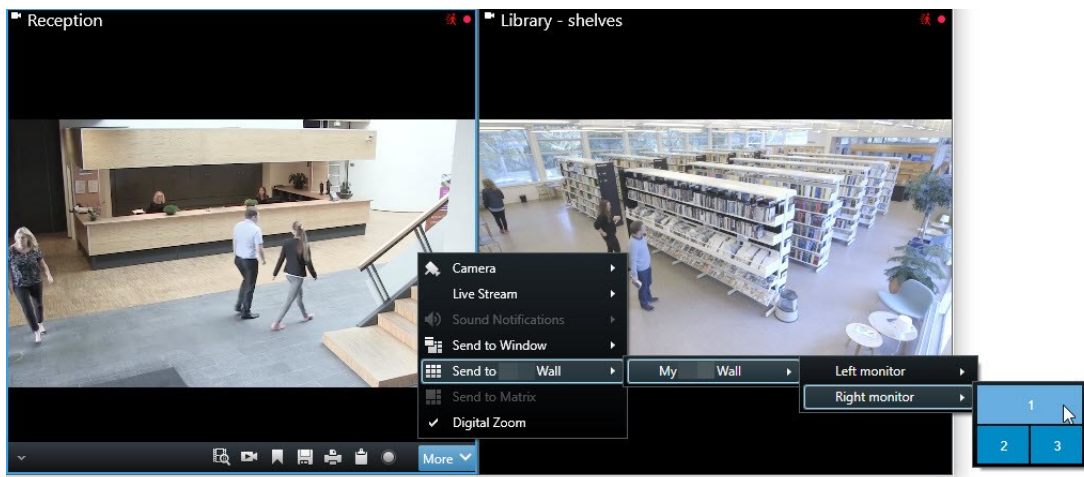 Reception
Library - shelves
Camera
Live Stream
Sound Notifications
Send to Window
Send to Wall
My Wall
Left monitor
Send to Matrix
Right monitor
1
Digital Zoom
2 3
More